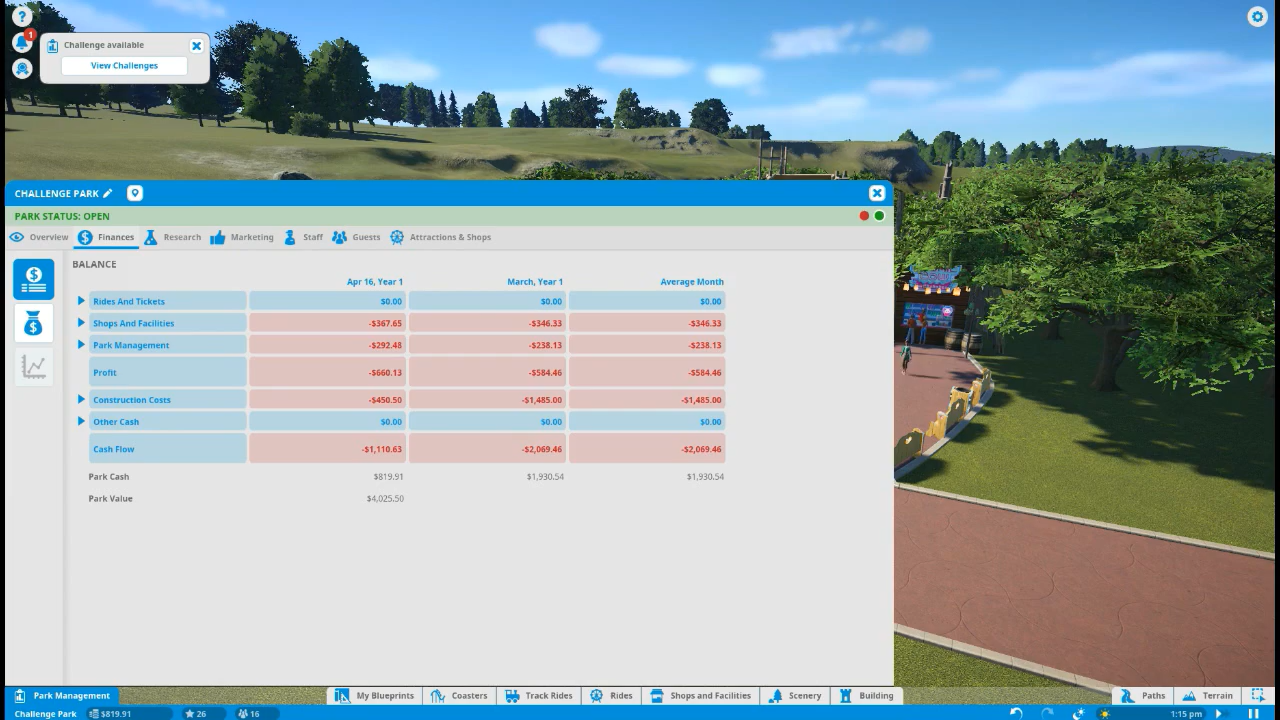 ?
1
Challenge available
View Challenges
CHALLENGE PARK
PARK STATUS: OPEN
Overview Finances Research Marketing Staff Guests Attractions & Shops
BALANCE
Apr 16, Year 1 March, Year 1 Average Month
Rides And Tickets $0.00 $0.00 $0.00
Shops And Facilities -$367.65 -$346.33 -$346.33
Park Management -$292.48 -$238.13 -$238.13
Profit -$660.13 -$584.46 -$584.46
Construction Costs -$450.50 -$1,485.00 -$1,485.00
Other Cash $0.00 $0.00 $0.00
Cash Flow -$1,110.63 -$2,069.46 -$2,069.46
Park Cash $819.91 $1,930.54 $1,930.54
Park Value $4,025.50
Park Management My Blueprints Coasters Track Rides Rides Shops and Facilities Scenery Building Paths Terrain
Challenge Park $819.91 26 16 1:15 pm